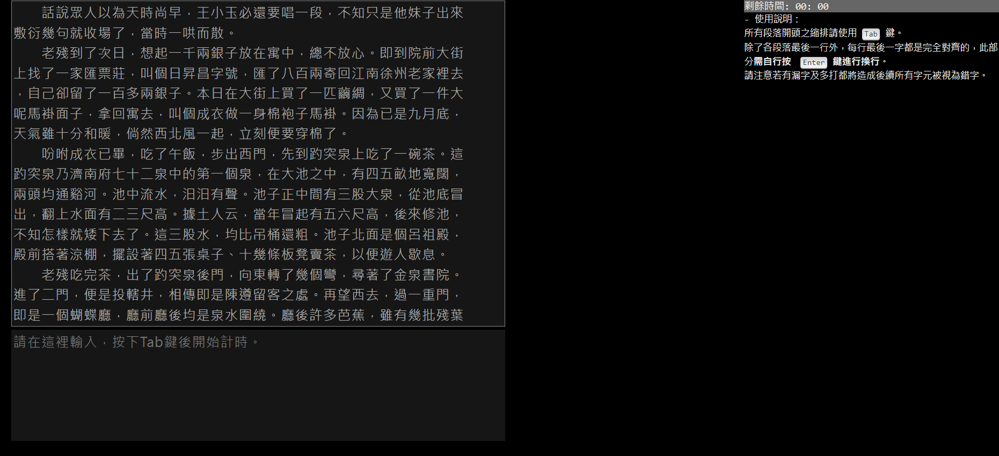 話說眾人以為天時尚早，王小玉必還要唱一段，不知只是他妹子出來
敷衍幾句就收場了，當時一哄而散。
老殘到了次日，想起一千兩銀子放在寓中，總不放心。即到院前大街
上找了一家匯票莊，叫個日昇昌字號，匯了八百兩寄回江南徐州老家裡去
，自己卻留了一百多兩銀子。本日在大街上買了一匹繭綢，又買了一件大
呢馬褂面子，拿回寓去，叫個成衣做一身棉袍子馬褂。因為已是九月底，
天氣雖十分和暖，倘然西北風一起，立刻便要穿棉了。
吩咐成衣已畢，吃了午飯，步出西門，先到趵突泉上吃了一碗茶。這
趵突泉乃濟南府七十二泉中的第一個泉，在大池之中，有四五畝地寬闊，
兩頭均通谿河。池中流水，汩汩有聲。池子正中間有三股大泉，從池底冒
出，翻上水面有二三尺高。據土人云，當年冒起有五六尺高，後來修池，
不知怎樣就矮下去了。這三股水，均比吊桶還粗。池子北面是個呂祖殿，
殿前搭著涼棚，擺設著四五張桌子、十幾條板凳賣茶，以便遊人歇息。
老殘吃完茶，出了趵突泉後門，向東轉了幾個彎，尋著了金泉書院。
進了二門，便是投轄井，相傳即是陳遵留客之處。再望西去，過一重門，
即是一個蝴蝶廳，廳前廳後均是泉水圍繞。廳後許多芭蕉，雖有幾批殘葉
請在這裡輸入，按下Tab鍵後開始計時。
剩餘時間: 00: 00
- 使用說明：
所有段落開頭之縮排請使用 Tab 鍵。
除了各段落最後一行外，每行最後一字都是完全對齊的，此部
分需自行按 Enter 鍵進行換行。
請注意若有漏字及多打都將造成後續所有字元被視為錯字。